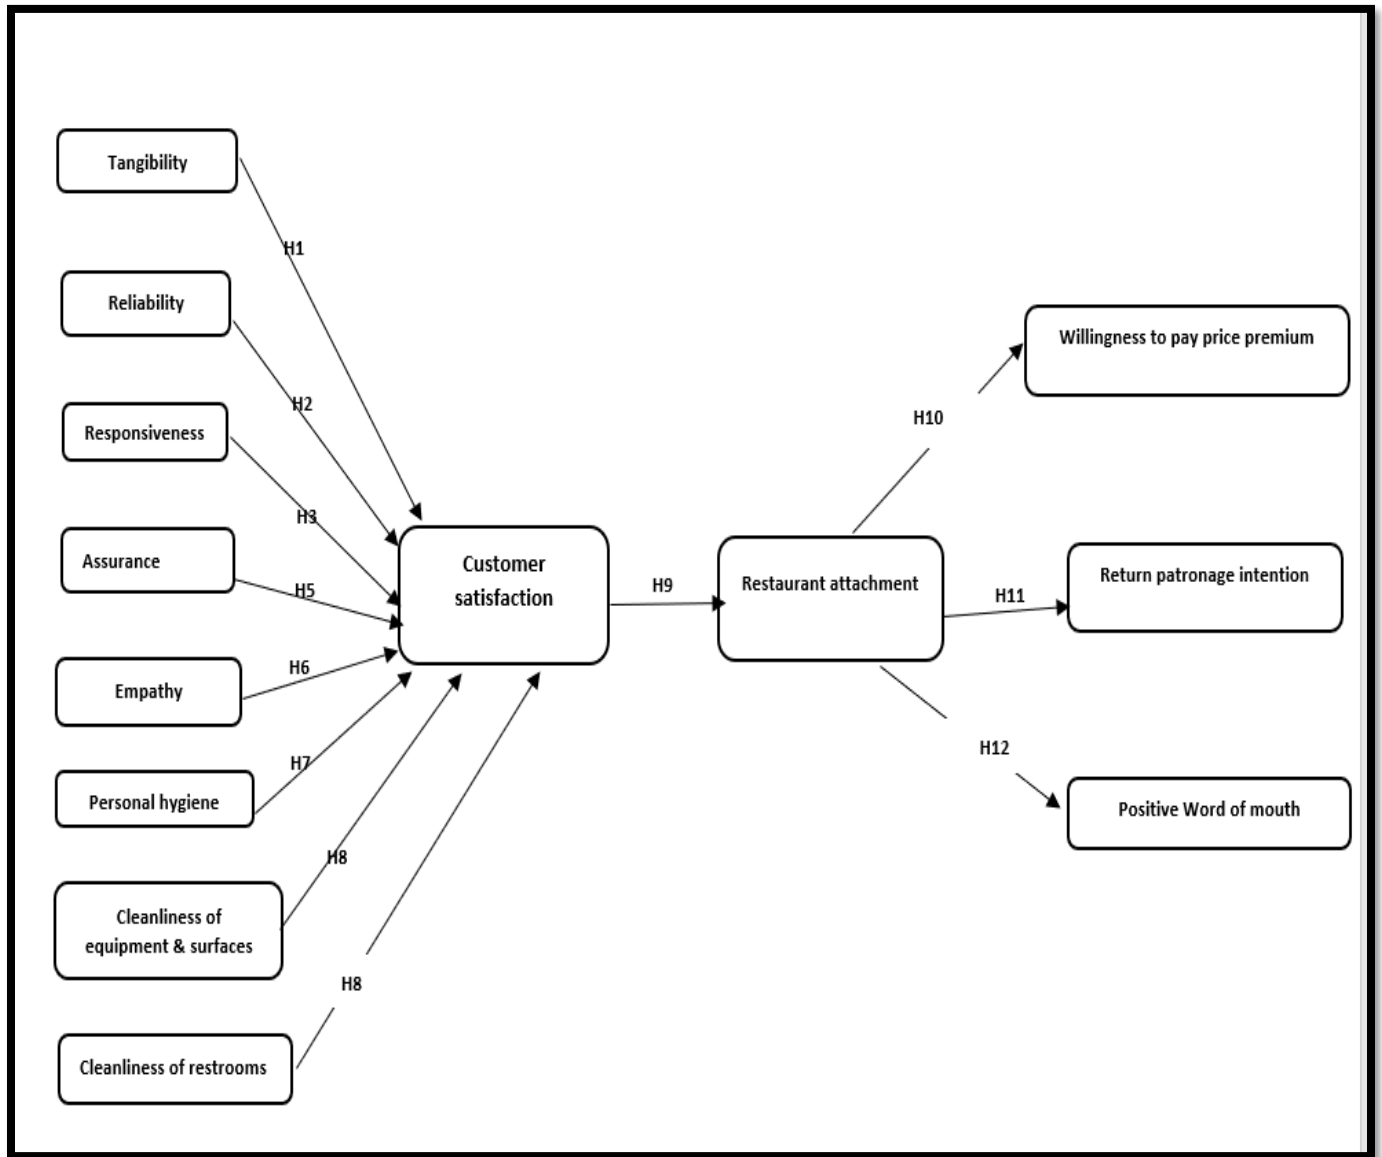 Tangibility
H1
Reliability
H2
Responsiveness
H3
Assurance
H5
Empathy
H6
Personal hygiene
H7
Cleanliness of
equipment & surfaces
H8
Cleanliness of restrooms
H8
Customer
satisfaction
H9
Restaurant attachment
H10
Willingness to pay price premium
H11
Return patronage intention
H12
Positive Word of mouth